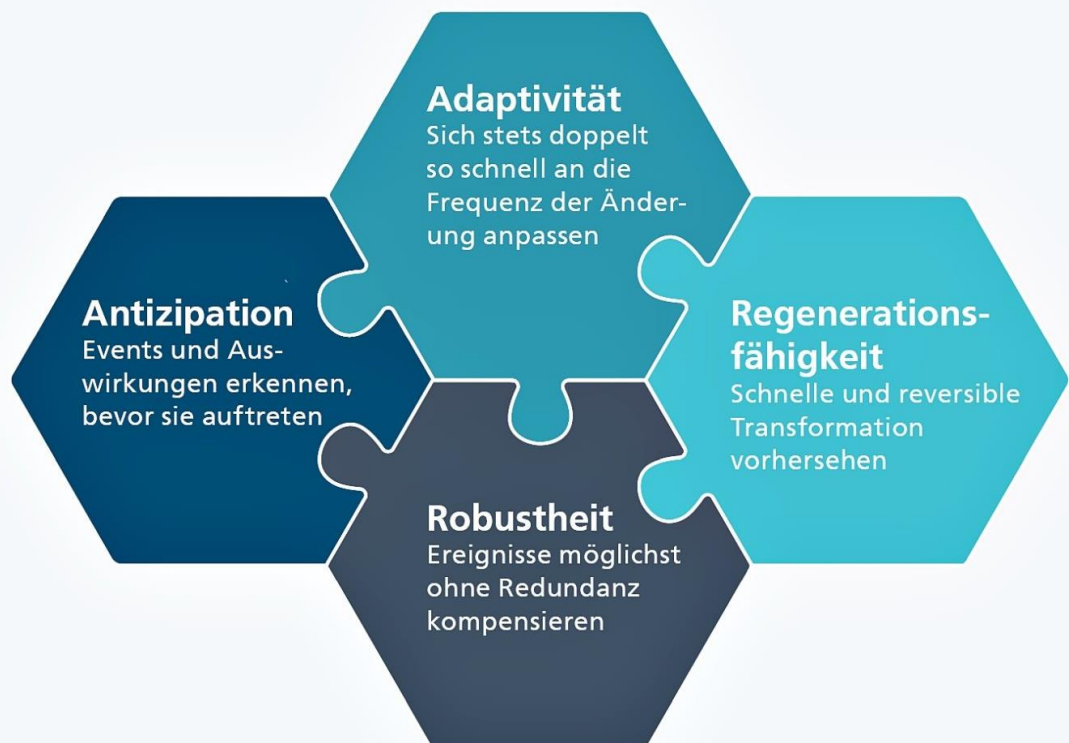 Adaptivität
Sich stets doppelt
so schnell an die
Frequenz der Änder-
ung anpassen
Antizipation
Events und Aus-
wirkungen erkennen,
bevor sie auftreten
Regenerations-
fähigkeit
Schnelle und reversible
Transformation
vorhersehen
Robustheit
Ereignisse möglichst
ohne Redundanz
kompensieren